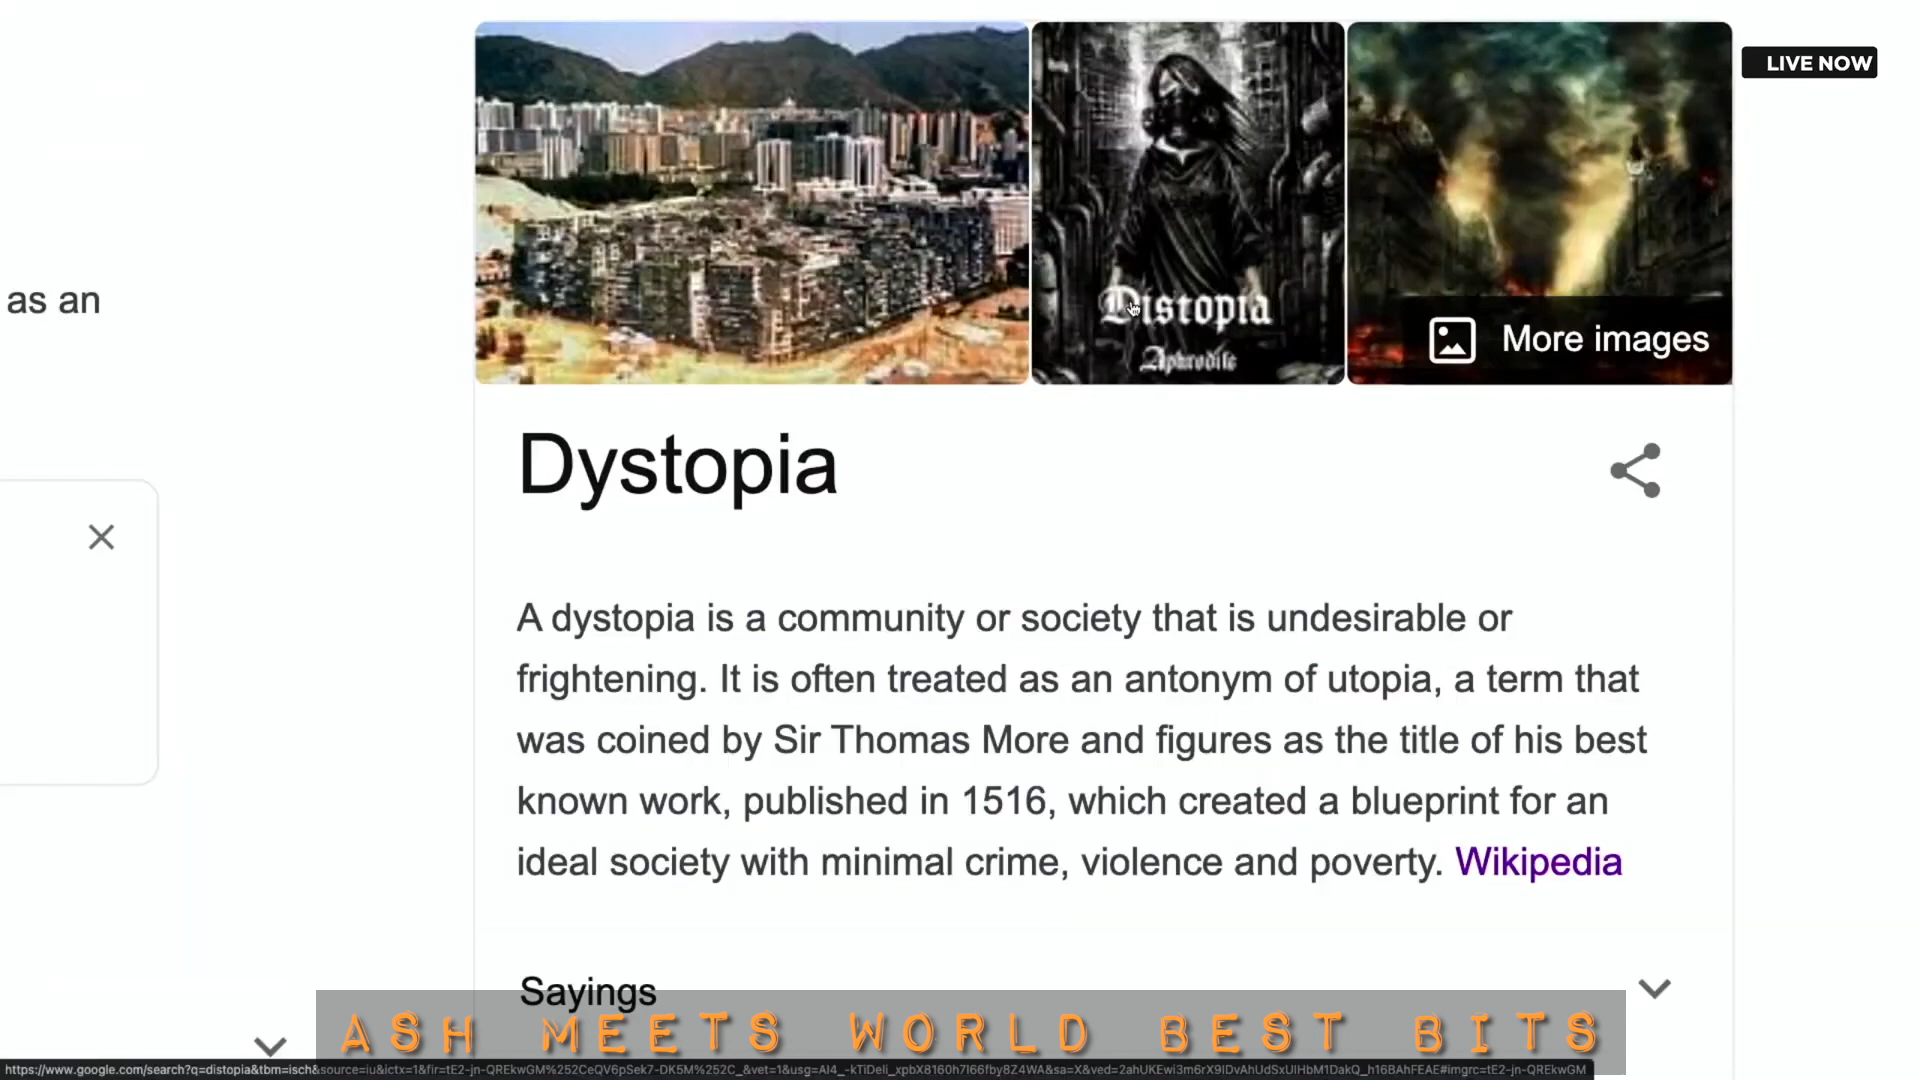 LIVE NOW
as an
Distopia
Aphrodite
More images
Dystopia
A dystopia is a community or society that is undesirable or
frightening. It is often treated as an antonym of utopia, a term that
was coined by Sir Thomas More and figures as the title of his best
known work, published in 1516, which created a blueprint for an
ideal society with minimal crime, violence and poverty. Wikipedia
Sayings
ASH MEETS WORLD BEST BITS